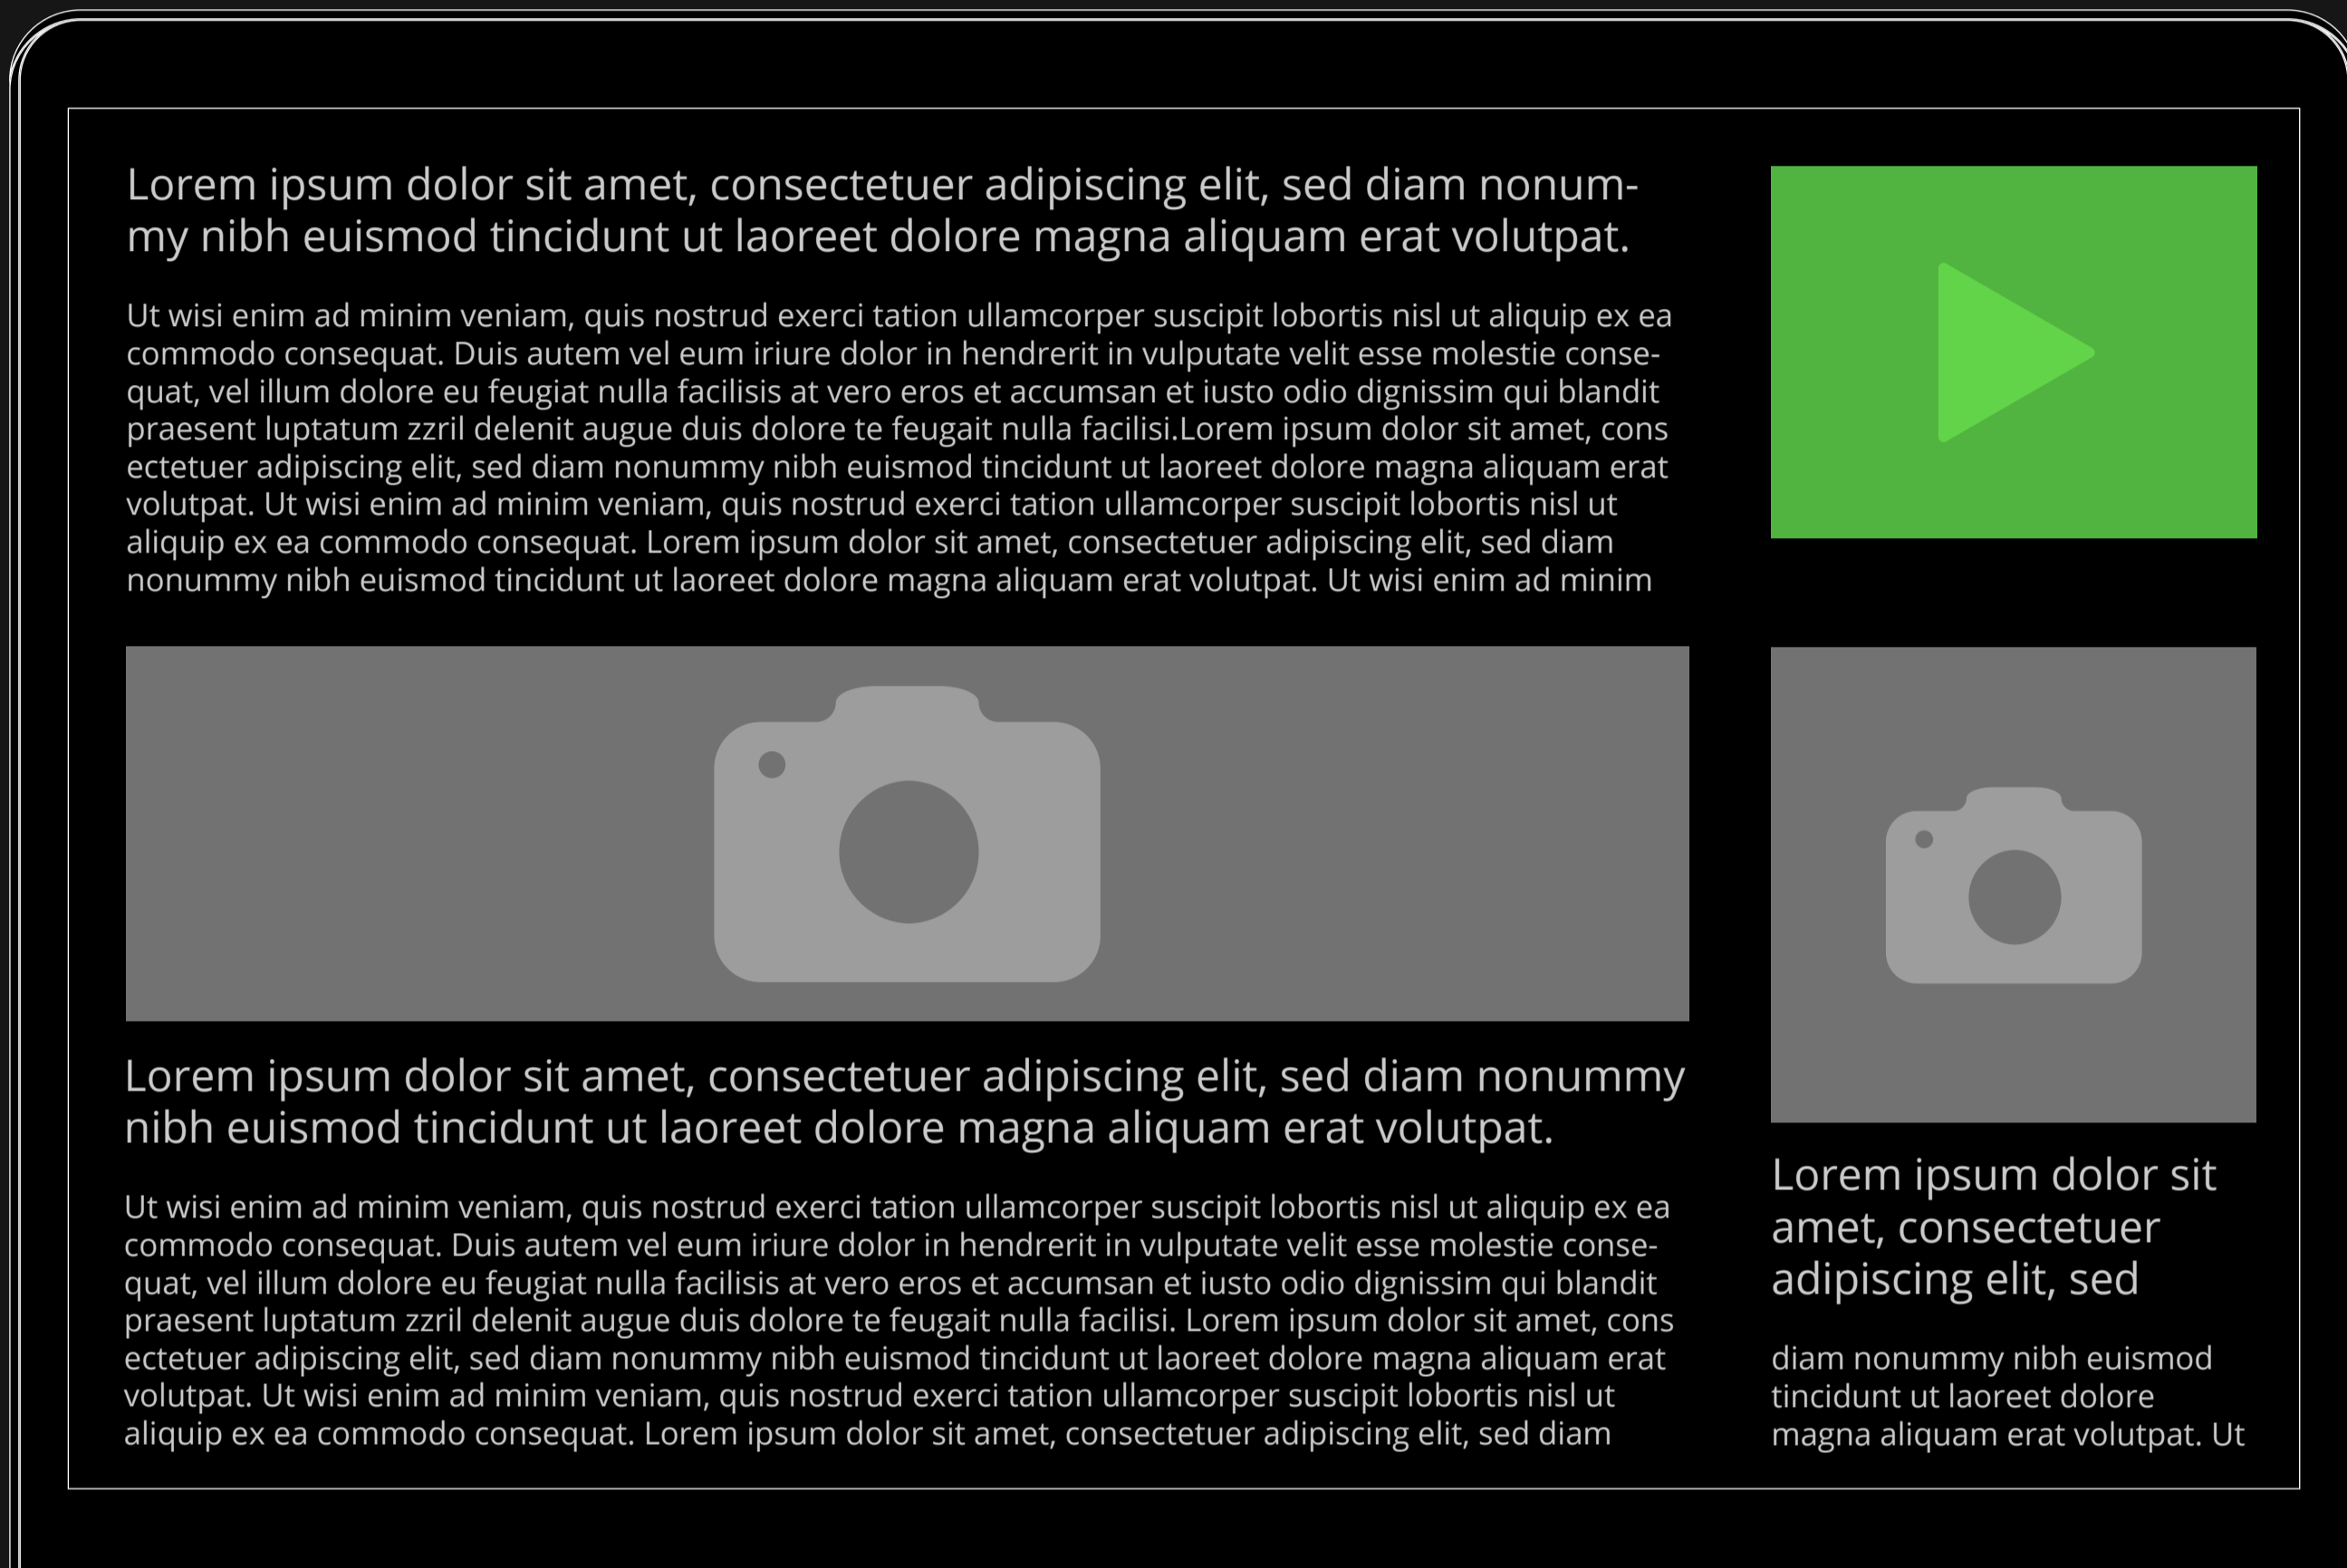 Lorem ipsum dolor sit amet, consectetuer adipiscing elit, sed diam nonum-
my nibh euismod tincidunt ut laoreet dolore magna aliquam erat volutpat.
Ut wisi enim ad minim veniam, quis nostrud exerci tation ullamcorper suscipit lobortis nisl ut aliquip ex ea
commodo consequat. Duis autem vel eum iriure dolor in hendrerit in vulputate velit esse molestie conse-
quat, vel illum dolore eu feugiat nulla facilisis at vero eros et accumsan et iusto odio dignissim qui blandit
praesent luptatum zzril delenit augue duis dolore te feugait nulla facilisi.Lorem ipsum dolor sit amet, cons
ectetuer adipiscing elit, sed diam nonummy nibh euismod tincidunt ut laoreet dolore magna aliquam erat
volutpat. Ut wisi enim ad minim veniam, quis nostrud exerci tation ullamcorper suscipit lobortis nisl ut
aliquip ex ea commodo consequat. Lorem ipsum dolor sit amet, consectetuer adipiscing elit, sed diam
nonummy nibh euismod tincidunt ut laoreet dolore magna aliquam erat volutpat. Ut wisi enim ad minim
Lorem ipsum dolor sit amet, consectetuer adipiscing elit, sed diam nonummy
nibh euismod tincidunt ut laoreet dolore magna aliquam erat volutpat.
Ut wisi enim ad minim veniam, quis nostrud exerci tation ullamcorper suscipit lobortis nisl ut aliquip ex ea
commodo consequat. Duis autem vel eum iriure dolor in hendrerit in vulputate velit esse molestie conse-
quat, vel illum dolore eu feugiat nulla facilisis at vero eros et accumsan et iusto odio dignissim qui blandit
praesent luptatum zzril delenit augue duis dolore te feugait nulla facilisi. Lorem ipsum dolor sit amet, cons
ectetuer adipiscing elit, sed diam nonummy nibh euismod tincidunt ut laoreet dolore magna aliquam erat
volutpat. Ut wisi enim ad minim veniam, quis nostrud exerci tation ullamcorper suscipit lobortis nisl ut
aliquip ex ea commodo consequat. Lorem ipsum dolor sit amet, consectetuer adipiscing elit, sed diam
Lorem ipsum dolor sit
amet, consectetuer
adipiscing elit, sed
diam nonummy nibh euismod
tincidunt ut laoreet dolore
magna aliquam erat volutpat. Ut